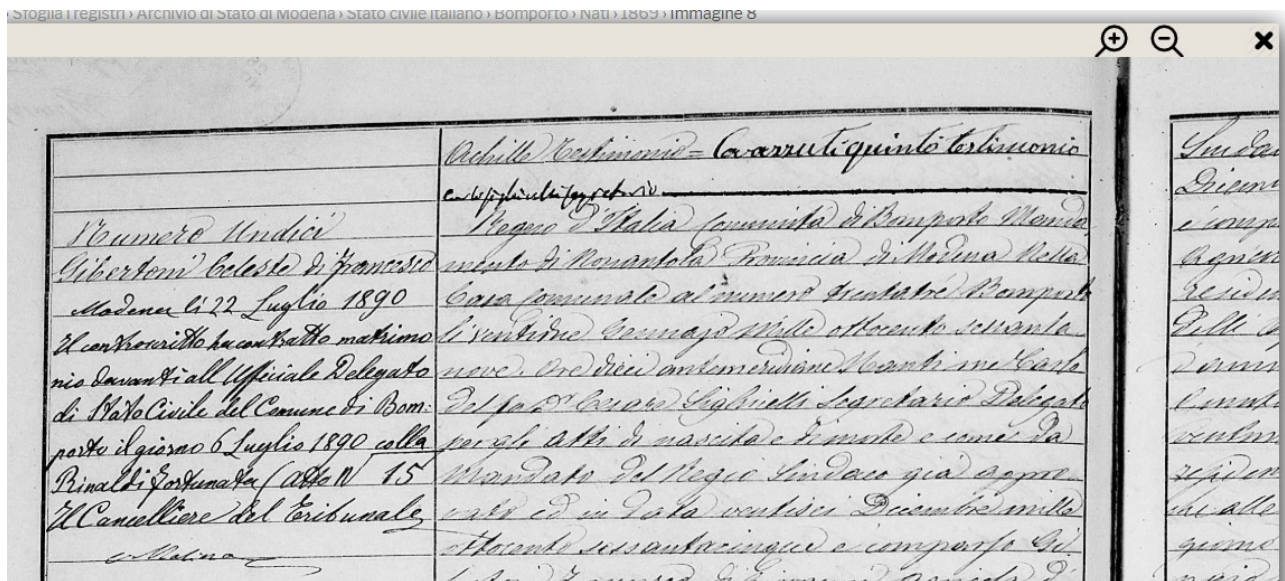 › Sfoglia i registri › Archivio di Stato di Modena › Stato civile italiano › Bomporto › Nati › 1869 › Immagine 8
Numero Undici
Gibertoni Celeste di Francesco
Modena li 22 Luglio 1890
Il controscritto ha contratto matrimo
nio davanti all'Ufficiale Delegato
di Stato Civile del Comune di Bom:
porto il giorno 6 Luglio 1890 colla
Rinaldi Fortunata (Atto N 15
Il Cancelliere del Tribunale
Achille Testimonio = Cavazzuti quinto testimonio
Regno d'Italia Comunità di Bomporto Manda
mento di Nonantola Provincia di Modena Nella
Casa Comunale al numero trentatré Bomporto
li ventidue Gennajo mille ottocento sessanta
nove. Ore dieci antemeridiane Avanti me Carlo
del fu Cesare Sighinelli Segretario Delegato
per gli Atti di nascita e di morte e come da
Mandato del Regio Sindaco già appro
vato ed in data ventisei Dicembre mille
ottocento sessantacinque è comparso Gi